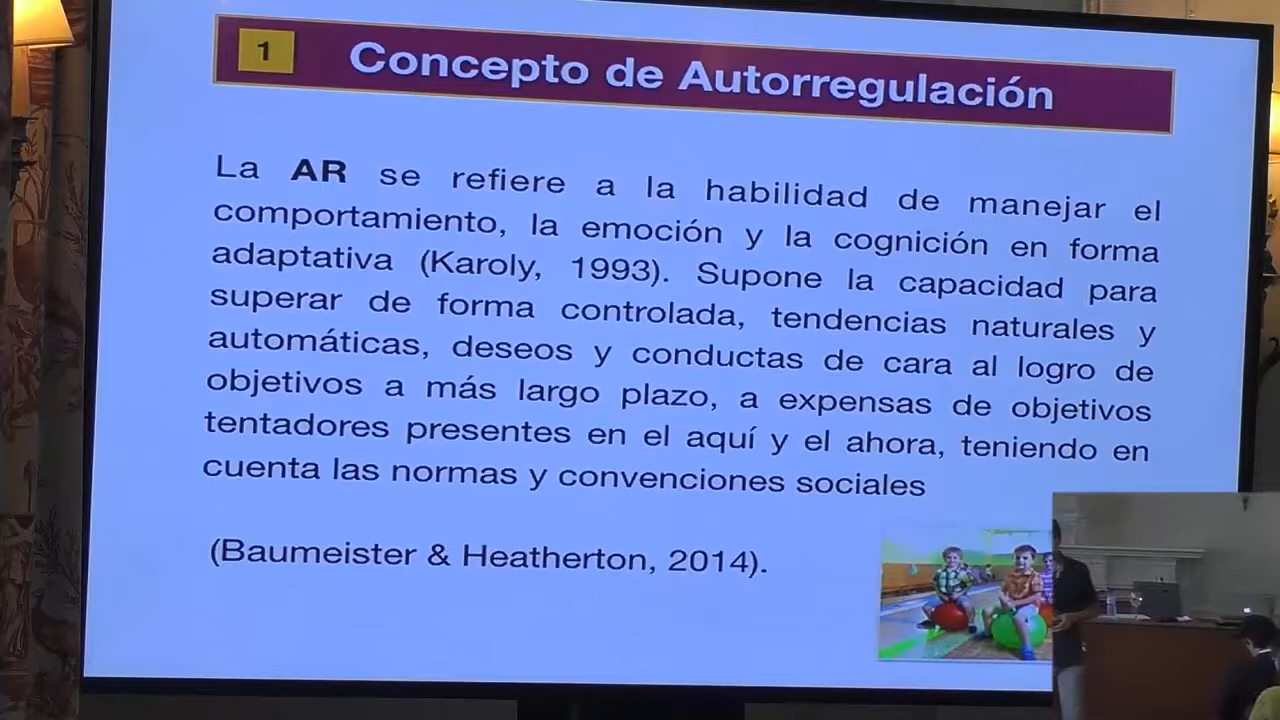 1
Concepto de Autorregulación
La AR se refiere a la habilidad de manejar el
comportamiento, la emoción y la cognición en forma
adaptativa (Karoly, 1993). Supone la capacidad para
superar de forma controlada, tendencias naturales y
automáticas, deseos y conductas de cara al logro de
objetivos a más largo plazo, a expensas de objetivos
tentadores presentes en el aquí y el ahora, teniendo en
cuenta las normas y convenciones sociales
(Baumeister & Heatherton, 2014).